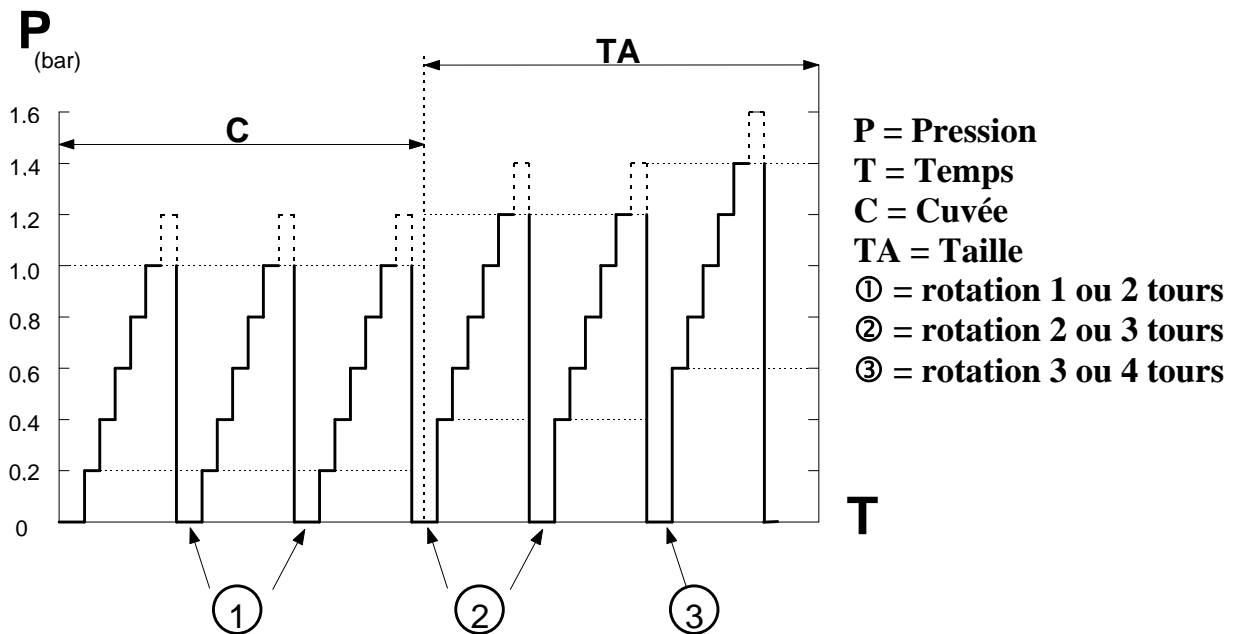 P
(bar)
TA
C
1.6
1.4
1.2
1.0
0.8
0.6
0.4
0.2
0
T
1
2
3
P = Pression
T = Temps
C = Cuvée
TA = Taille
① = rotation 1 ou 2 tours
② = rotation 2 ou 3 tours
③ = rotation 3 ou 4 tours